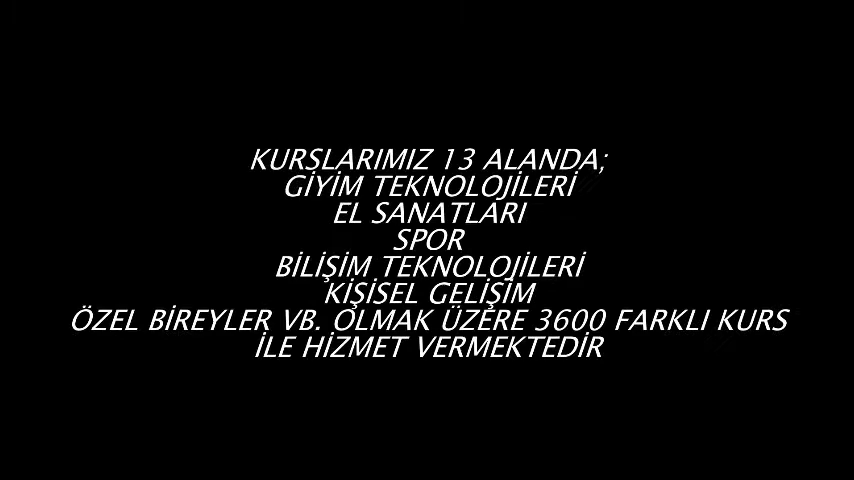 KURSLARIMIZ 13 ALANDA;
GİYİM TEKNOLOJİLERİ
EL SANATLARI
SPOR
BİLİŞİM TEKNOLOJİLERİ
KİŞİSEL GELİŞİM
ÖZEL BİREYLER VB. OLMAK ÜZERE 3600 FARKLI KURS
İLE HİZMET VERMEKTEDİR